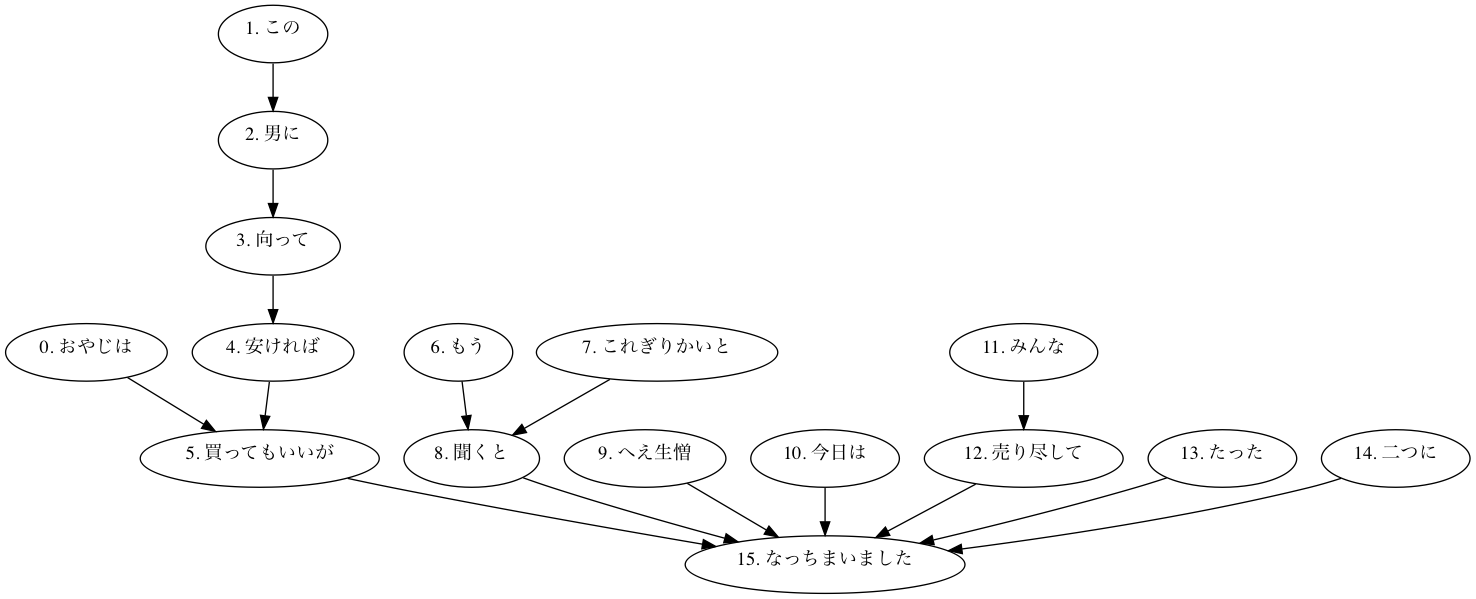 1. この
2. 男に
3. 向って
0. おやじは
4. 安ければ
6. もう
7. これぎりかいと
11. みんな
5. 買ってもいいが
8. 聞くと
9. へえ生憎
10. 今日は
12. 売り尽して
13. たった
14. 二つに
15. なっちまいました